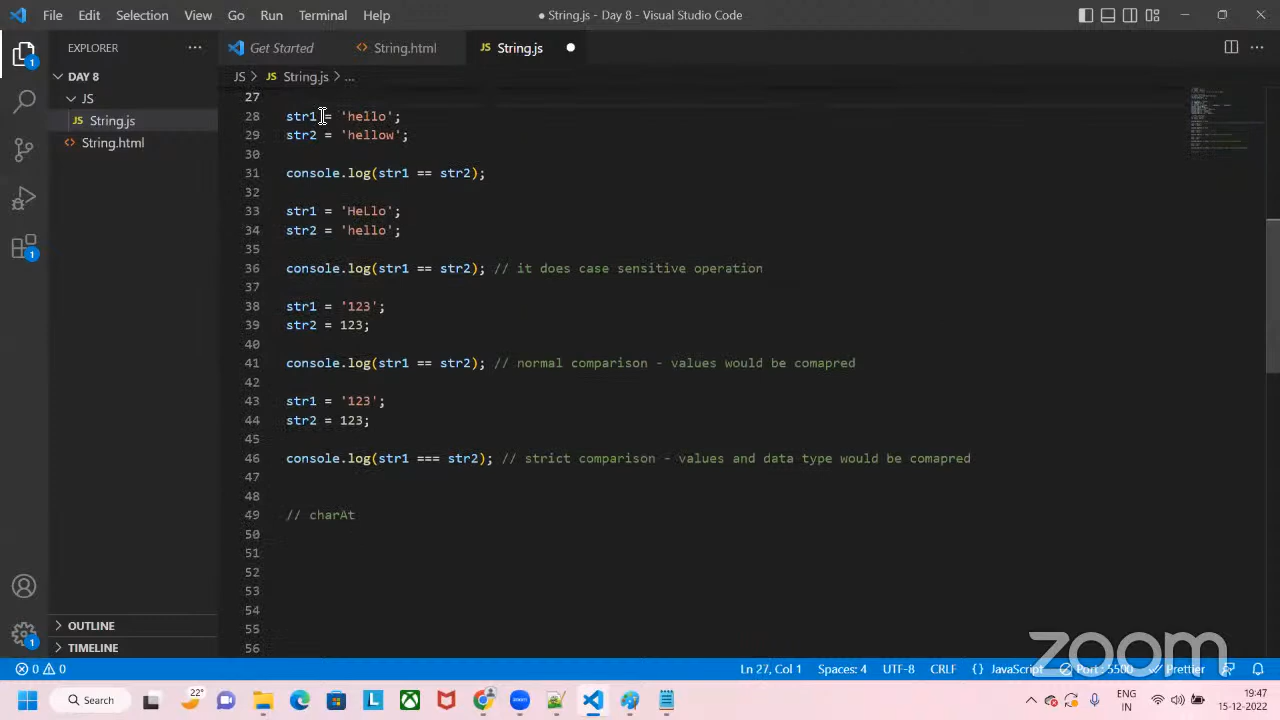 File Edit Selection View Go Run Terminal Help
● String.js - Day 8 - Visual Studio Code
EXPLORER
Get Started
String.html
JS String.js
DAY 8
JS
JS String.js
String.html
OUTLINE
TIMELINE
JS > JS String.js > ...
27
28 str1 'hello';
29 str2 = 'hellow';
30
31 console.log(str1 == str2);
32
33 str1 = 'HeLlo';
34 str2 = 'hello';
35
36 console.log(str1 == str2); // it does case sensitive operation
37
38 str1 = '123';
39 str2 = 123;
40
41 console.log(str1 == str2); // normal comparison - values would be comapred
42
43 str1 = '123';
44 str2 = 123;
45
46 console.log(str1 === str2); // strict comparison - values and data type would be comapred
47
48
49 // charAt
50
51
52
53
54
55
56
zoom
0 0
Ln 27, Col 1 Spaces: 4 UTF-8 CRLF {} JavaScript Port : 5500 Prettier
Search
22°
ENG
IN
19:47
15-12-2022